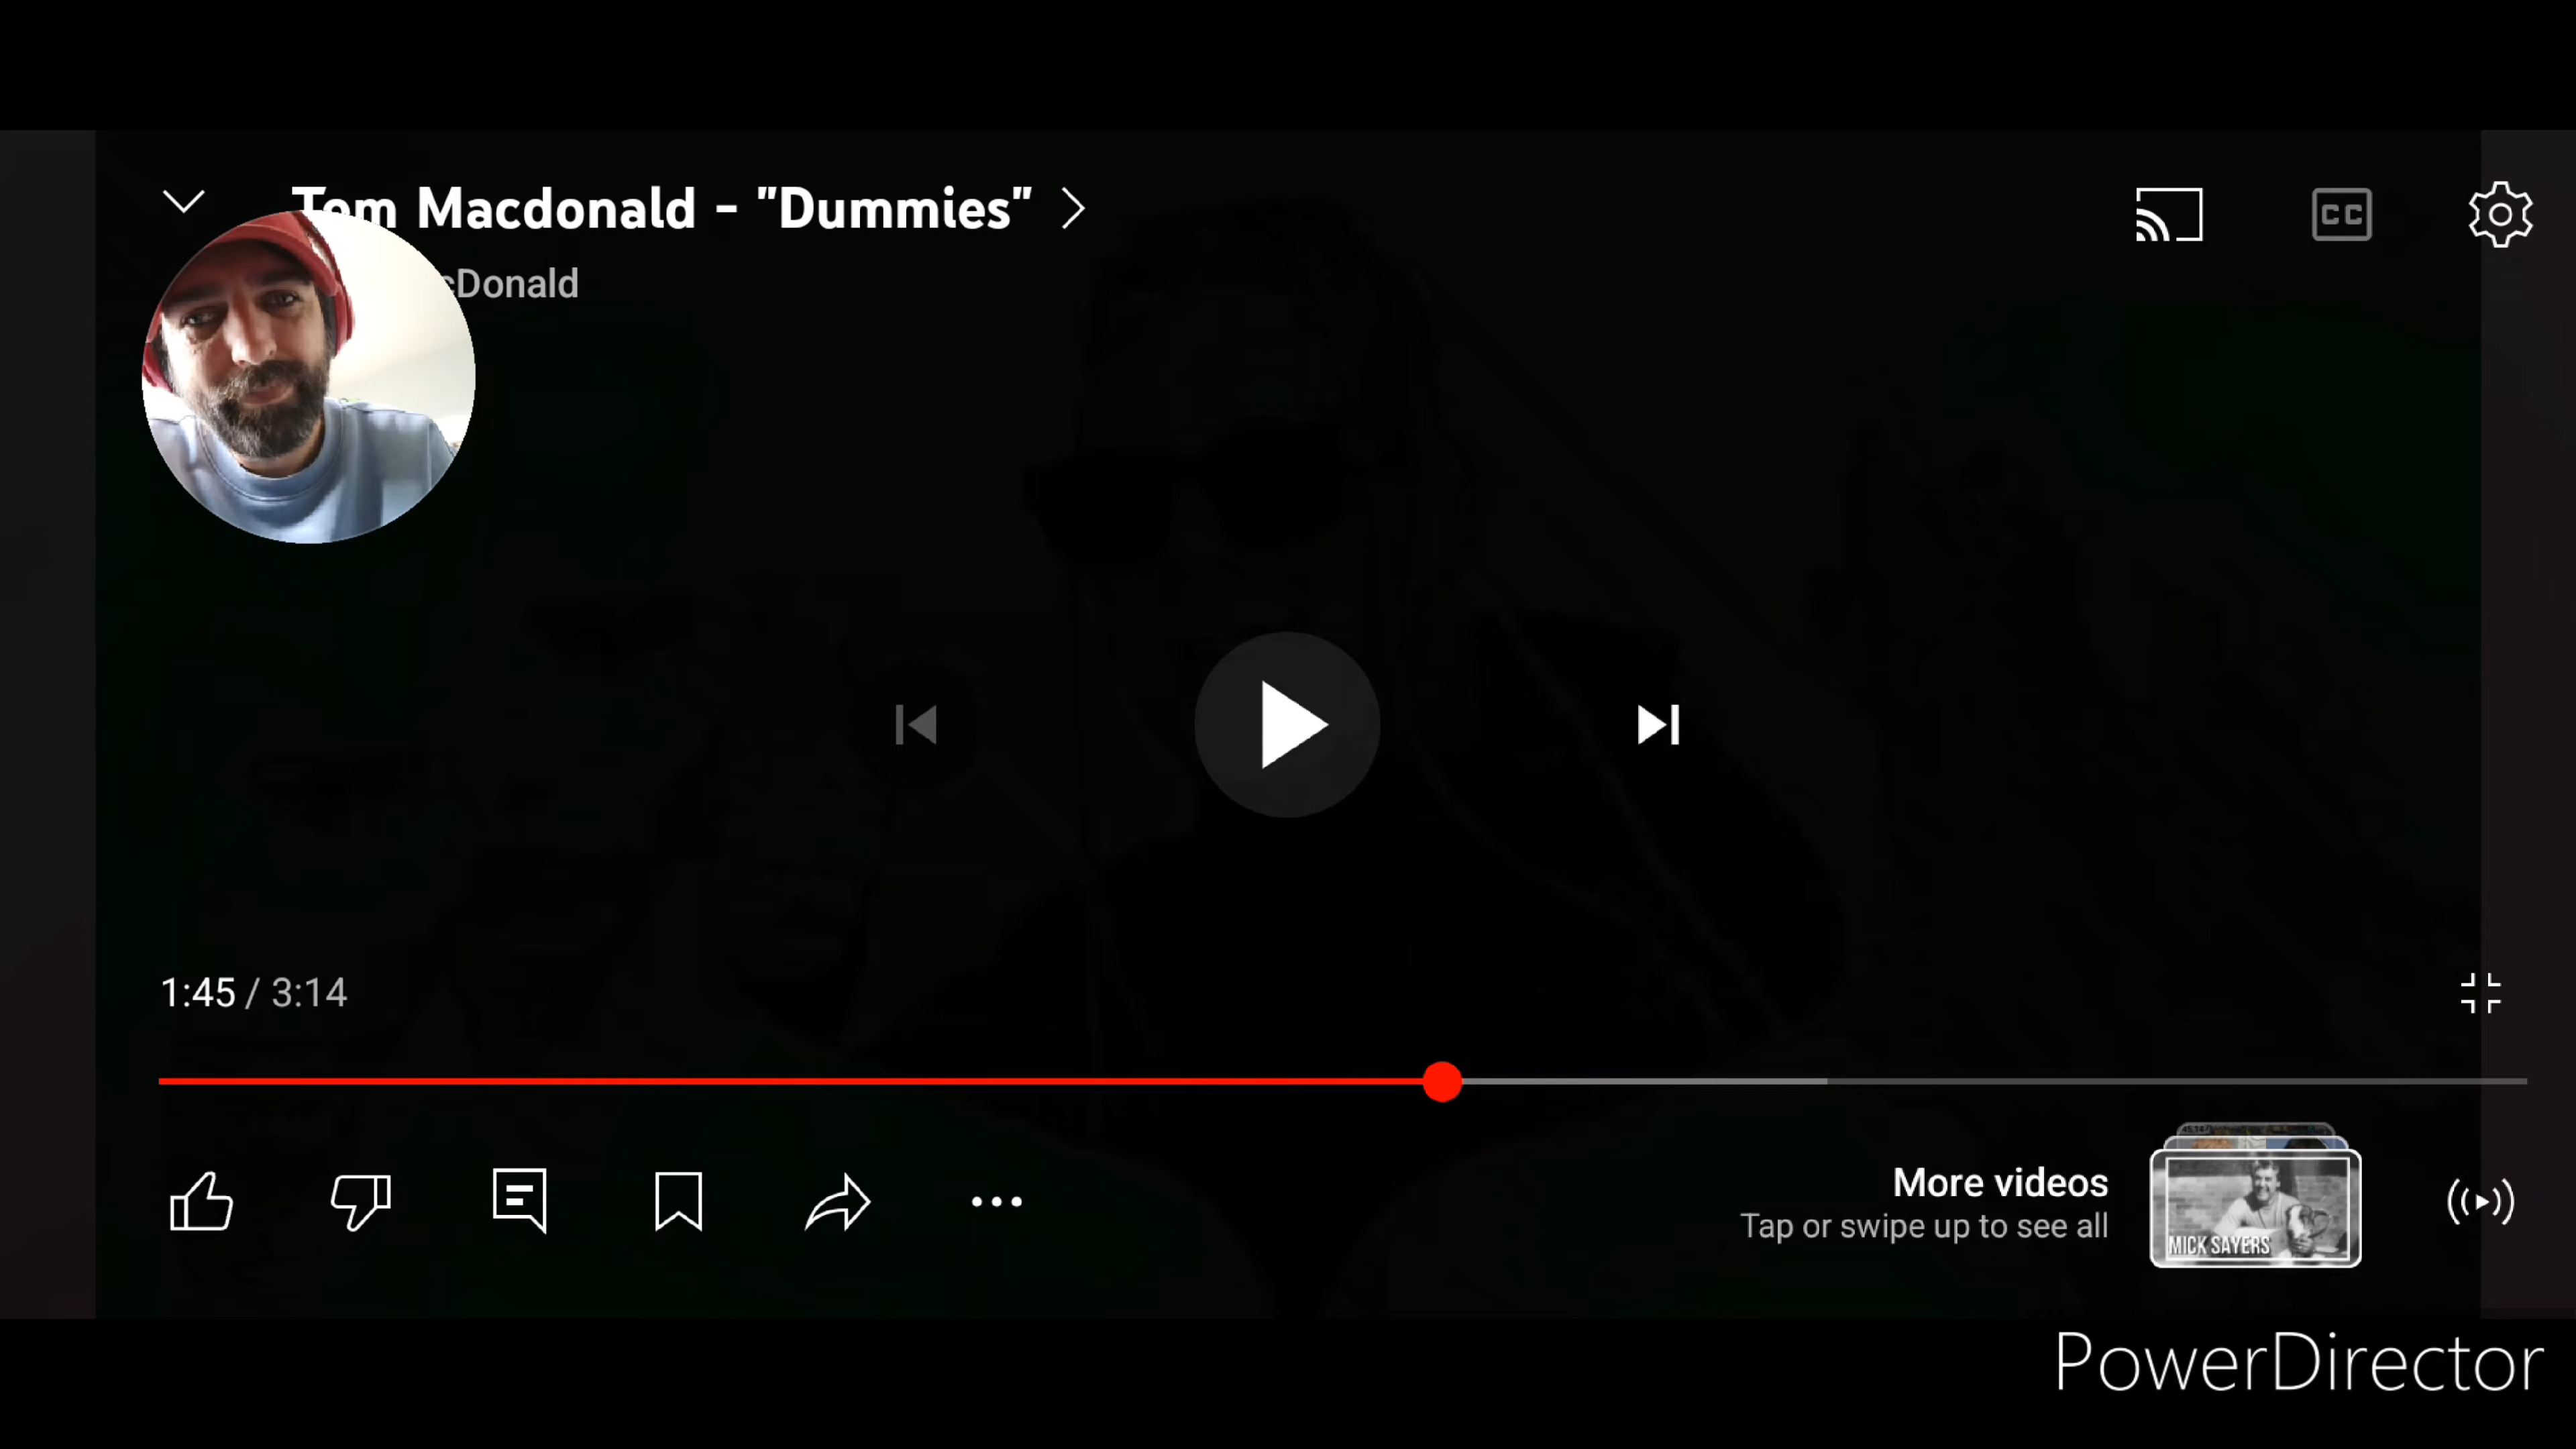 Tom Macdonald - "Dummies"
cDonald
CC
1:45 / 3:14
More videos
Tap or swipe up to see all
MICK SAYERS
PowerDirector